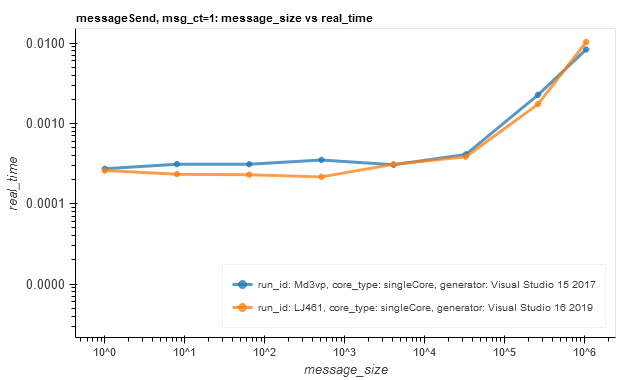 messageSend, msg_ct=1: message_size vs real_time
0.0100
0.0010
0.0001
0.0000
real_time
run_id: Md3vp, core_type: singleCore, generator: Visual Studio 15 2017
run_id: LJ461, core_type: singleCore, generator: Visual Studio 16 2019
10^0 10^1 10^2 10^3 10^4 10^5 10^6
message_size